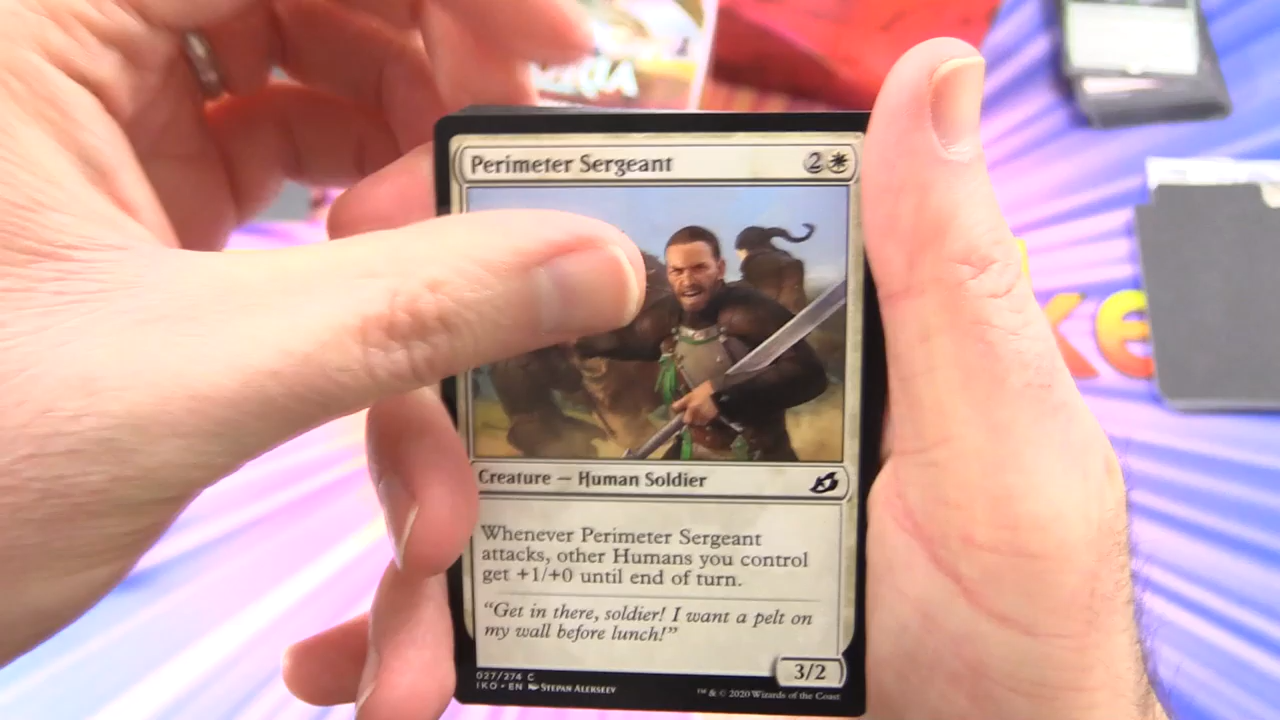 Perimeter Sergeant 2
Creature — Human Soldier
Whenever Perimeter Sergeant
attacks, other Humans you control
get +1/+0 until end of turn.
“Get in there, soldier! I want a pelt on
my wall before lunch!”
3/2
027/274 C
IKO • EN Stepan Alekseev
™ & © 2020 Wizards of the Coast
ke